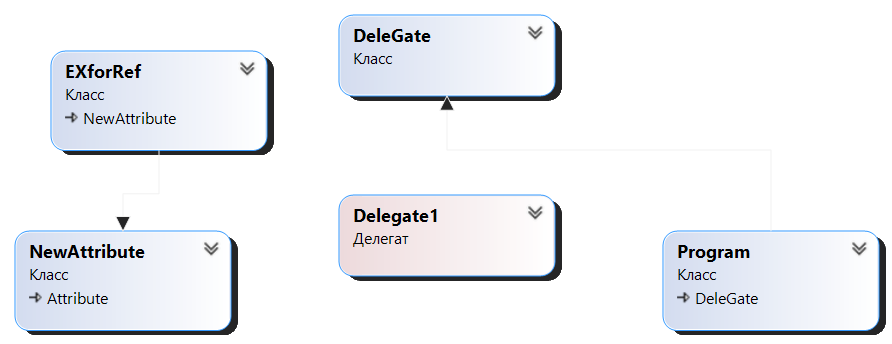 EXforRef
Класс
NewAttribute
DeleGate
Класс
NewAttribute
Класс
Attribute
Delegate1
Делегат
Program
Класс
DeleGate